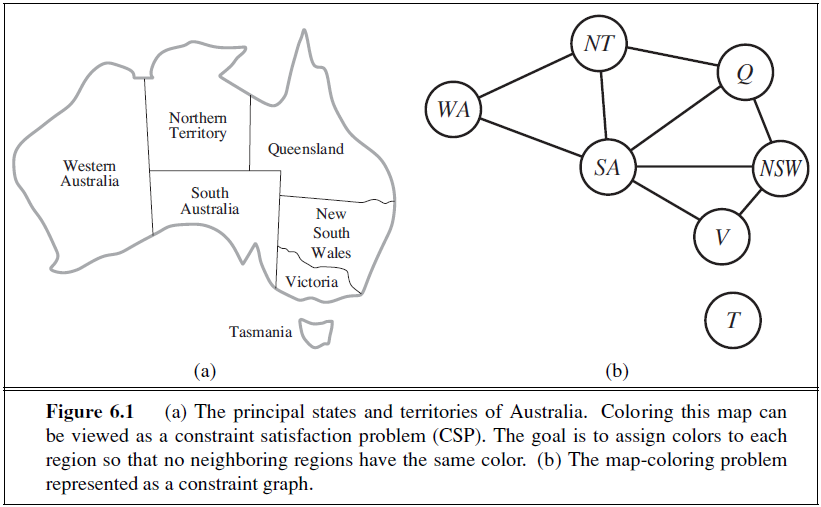 Northern
Territory
Western
Australia
Queensland
South
Australia
New
South
Wales
Victoria
Tasmania
(a)
NT
Q
WA
SA
NSW
V
T
(b)
Figure 6.1 (a) The principal states and territories of Australia. Coloring this map can
be viewed as a constraint satisfaction problem (CSP). The goal is to assign colors to each
region so that no neighboring regions have the same color. (b) The map-coloring problem
represented as a constraint graph.